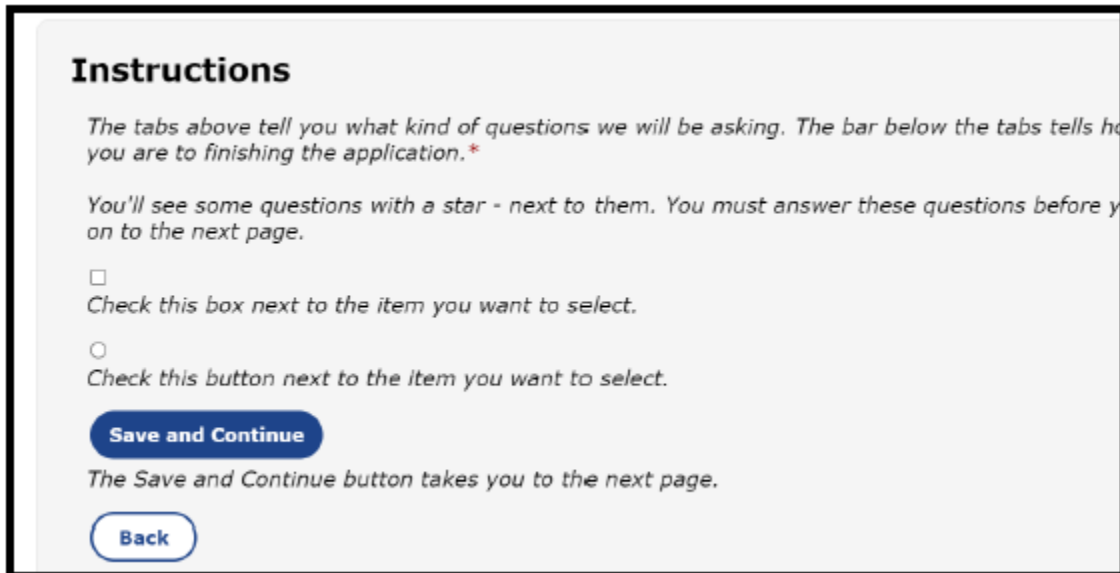 Instructions
The tabs above tell you what kind of questions we will be asking. The bar below the tabs tells
you are to finishing the application.*
You'll see some questions with a star - next to them. You must answer these questions before
on to the next page.
Check this box next to the item you want to select.
Check this button next to the item you want to select.
Save and Continue
The Save and Continue button takes you to the next page.
Back